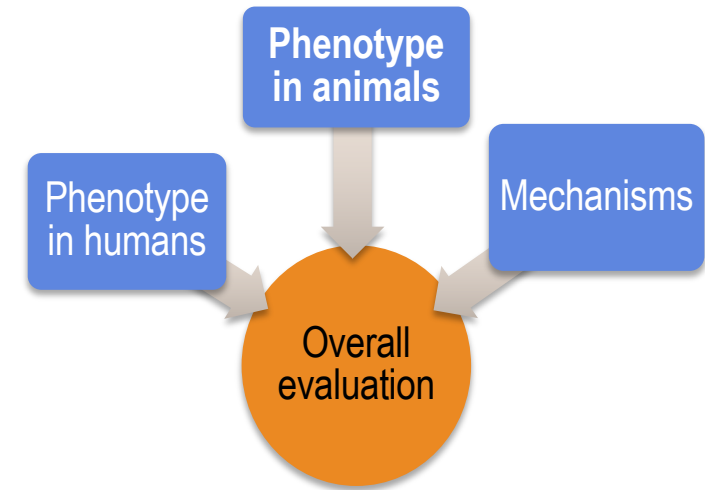 Phenotype
in animals
Phenotype
in humans
Mechanisms
Overall
evaluation